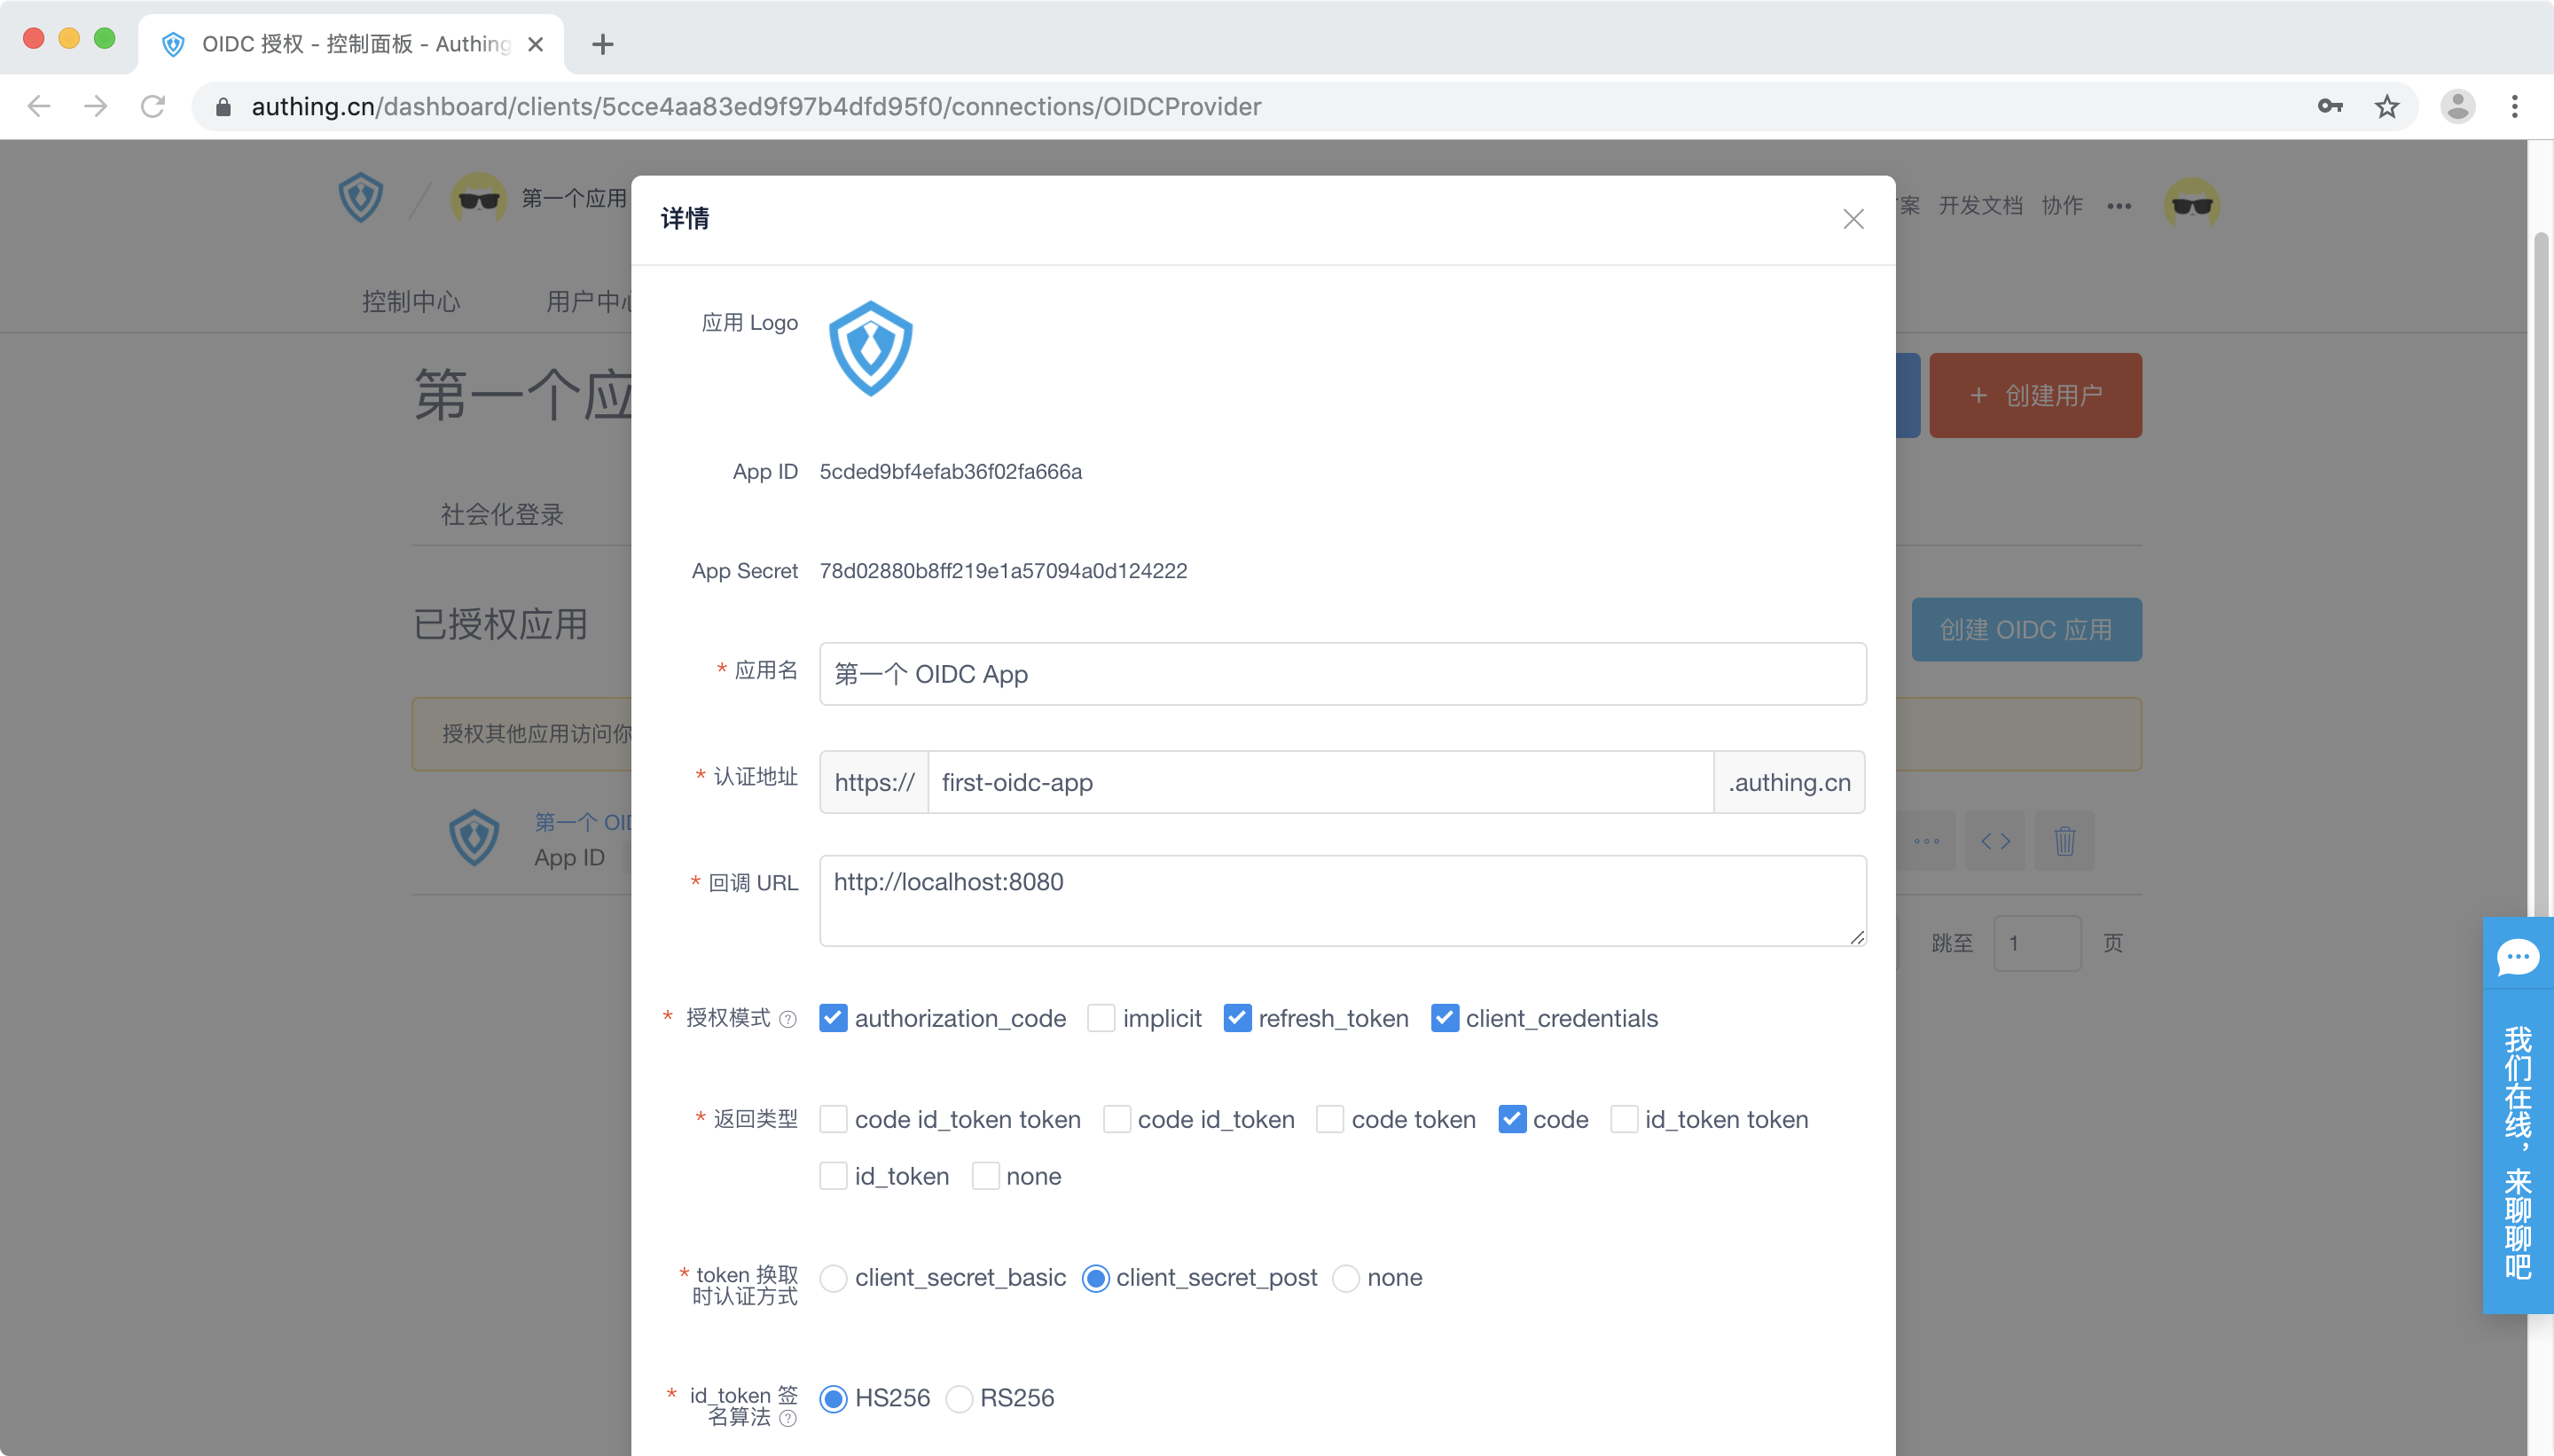 OIDC 授权 - 控制面板 - Authing
authing.cn/dashboard/clients/5cce4aa83ed9f97b4dfd95f0/connections/OIDCProvider
第一个应用
案 开发文档 协作
控制中心 用户中心
第一个应
+ 创建用户
社会化登录
已授权应用
创建 OIDC 应用
授权其他应用访问你
第一个 OID
App ID
跳至 1 页
详情
应用 Logo
App ID 5cded9bf4efab36f02fa666a
App Secret 78d02880b8ff219e1a57094a0d124222
* 应用名 第一个 OIDC App
* 认证地址 https:// first-oidc-app .authing.cn
* 回调 URL http://localhost:8080
* 授权模式 ? authorization_code implicit refresh_token client_credentials
* 返回类型 code id_token token code id_token code token code id_token token
id_token none
* token 换取
时认证方式 client_secret_basic client_secret_post none
* id_token 签
名算法 ? HS256 RS256
我们在线，来聊聊吧